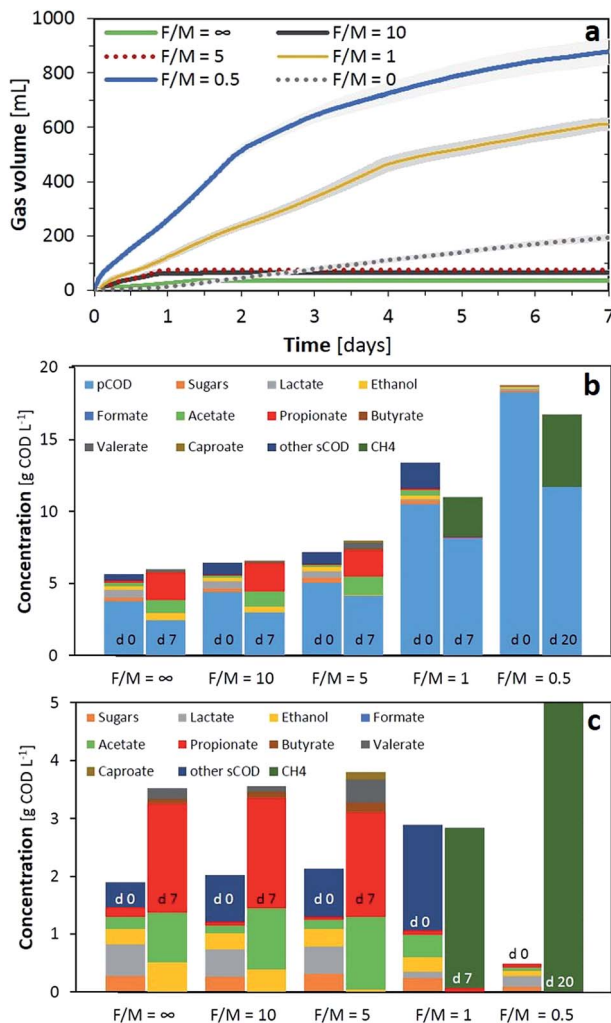 a
F/M = ∞ F/M = 10
F/M = 5 F/M = 1
F/M = 0.5 F/M = 0
Gas volume [mL]
1000
800
600
400
200
0
0 1 2 3 4 5 6 7
Time [days]
b
pCOD Sugars Lactate Ethanol
Formate Acetate Propionate Butyrate
Valerate Caproate other sCOD CH4
Concentration [g COD L⁻¹]
20
15
10
5
0
d 0 d 7 d 0 d 7 d 0 d 7 d 0 d 7 d 0 d 20
F/M = ∞ F/M = 10 F/M = 5 F/M = 1 F/M = 0.5
c
Sugars Lactate Ethanol Formate
Acetate Propionate Butyrate Valerate
Caproate other sCOD CH4
Concentration [g COD L⁻¹]
5
4
3
2
1
0
d 0 d 7 d 0 d 7 d 0 d 7 d 0 d 7 d 0 d 20
F/M = ∞ F/M = 10 F/M = 5 F/M = 1 F/M = 0.5